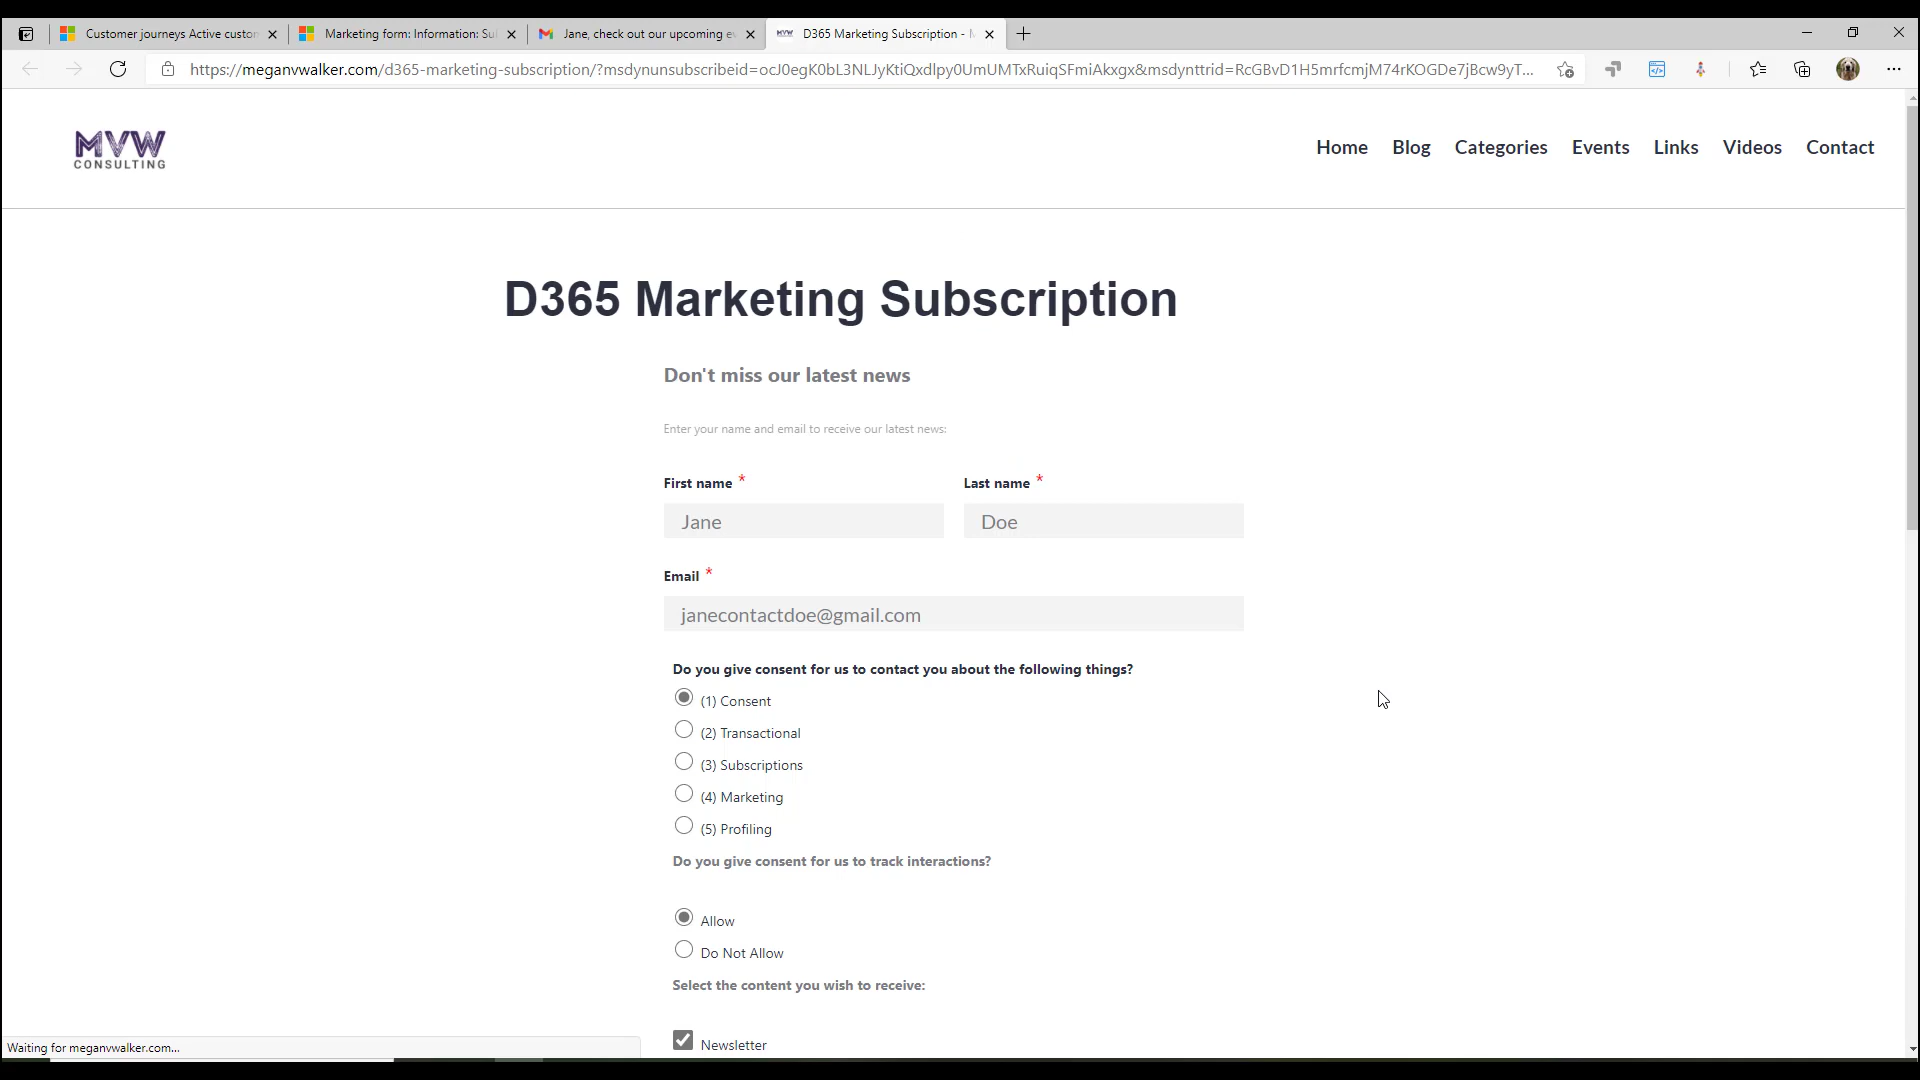 Customer journeys Active custon
Marketing form: Information: Su
Jane, check out our upcoming e
D365 Marketing Subscription -
https://meganvwalker.com/d365-marketing-subscription/?msdynunsubscribeid=ocJ0egK0bL3NLJyKtiQxdlpy0UmUMTxRuiqSFmiAkxgx&msdynttrid=RcGBvD1H5mrfcmjM74rKOGDe7jBcw9yT...
MVW
CONSULTING
Home Blog Categories Events Links Videos Contact
D365 Marketing Subscription
Don't miss our latest news
Enter your name and email to receive our latest news:
First name * Last name *
Jane Doe
Email *
janecontactdoe@gmail.com
Do you give consent for us to contact you about the following things?
(1) Consent
(2) Transactional
(3) Subscriptions
(4) Marketing
(5) Profiling
Do you give consent for us to track interactions?
Allow
Do Not Allow
Select the content you wish to receive:
Newsletter
Waiting for meganvwalker.com...